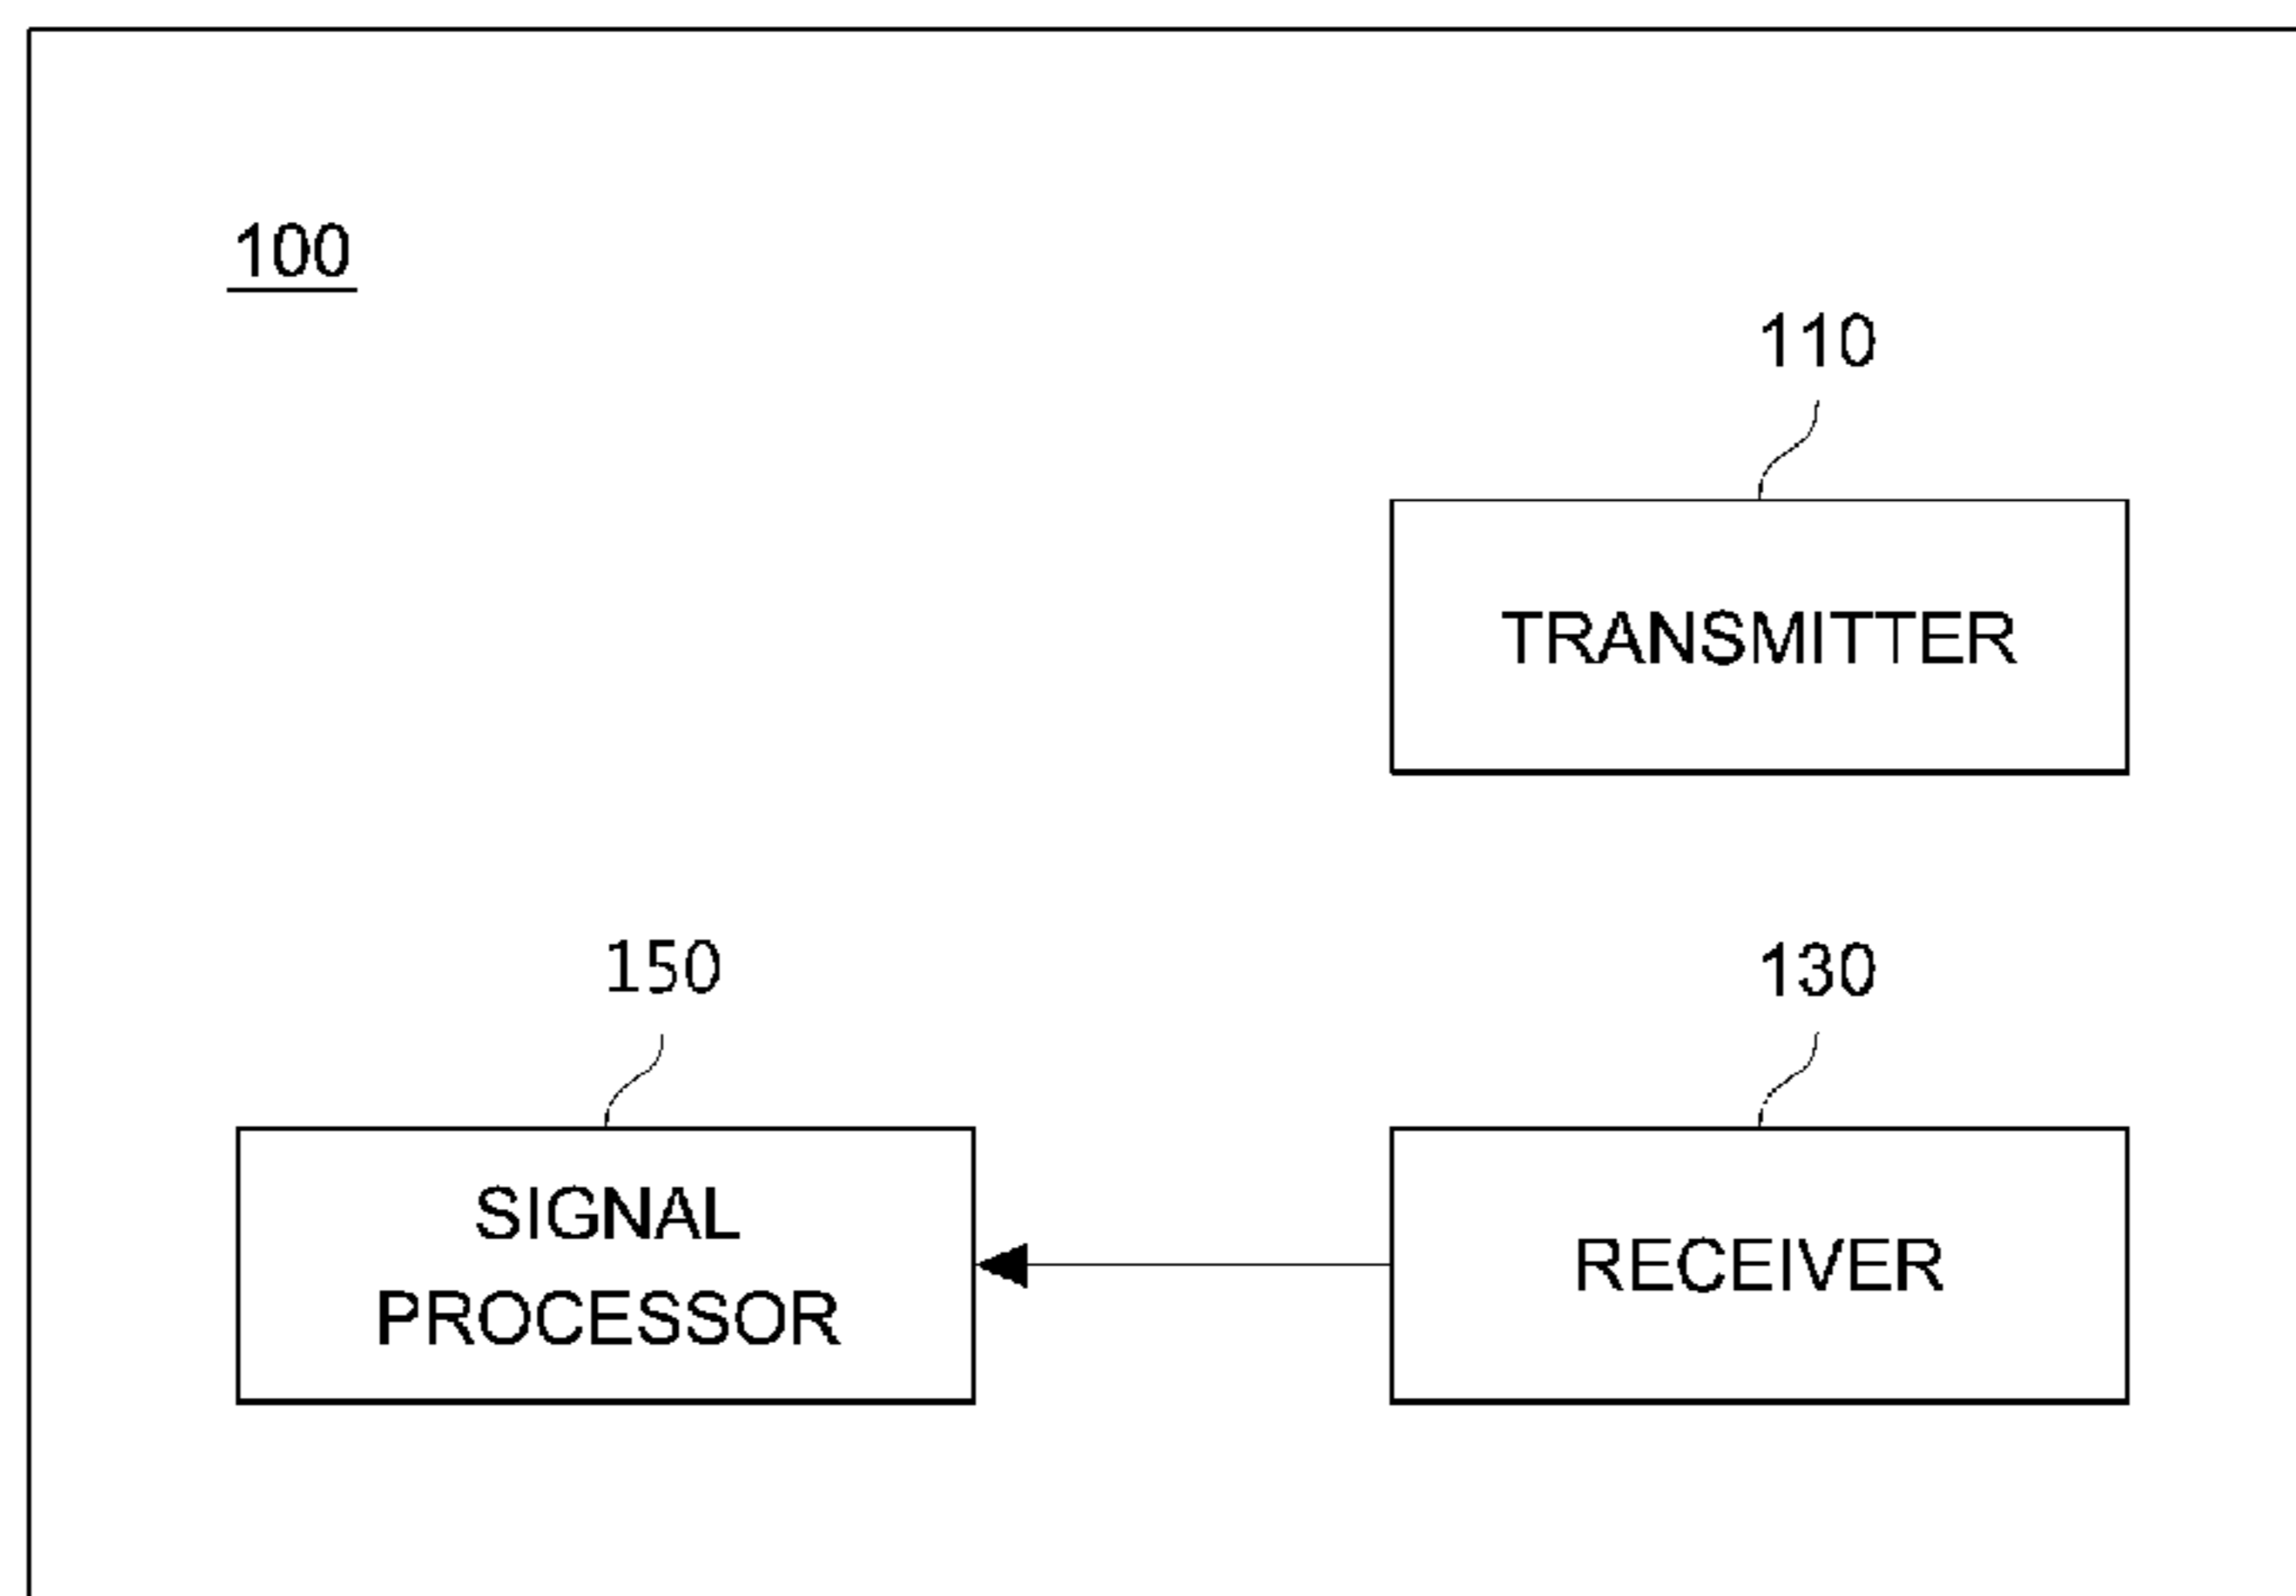 100
110
TRANSMITTER
150
130
SIGNAL
PROCESSOR
RECEIVER